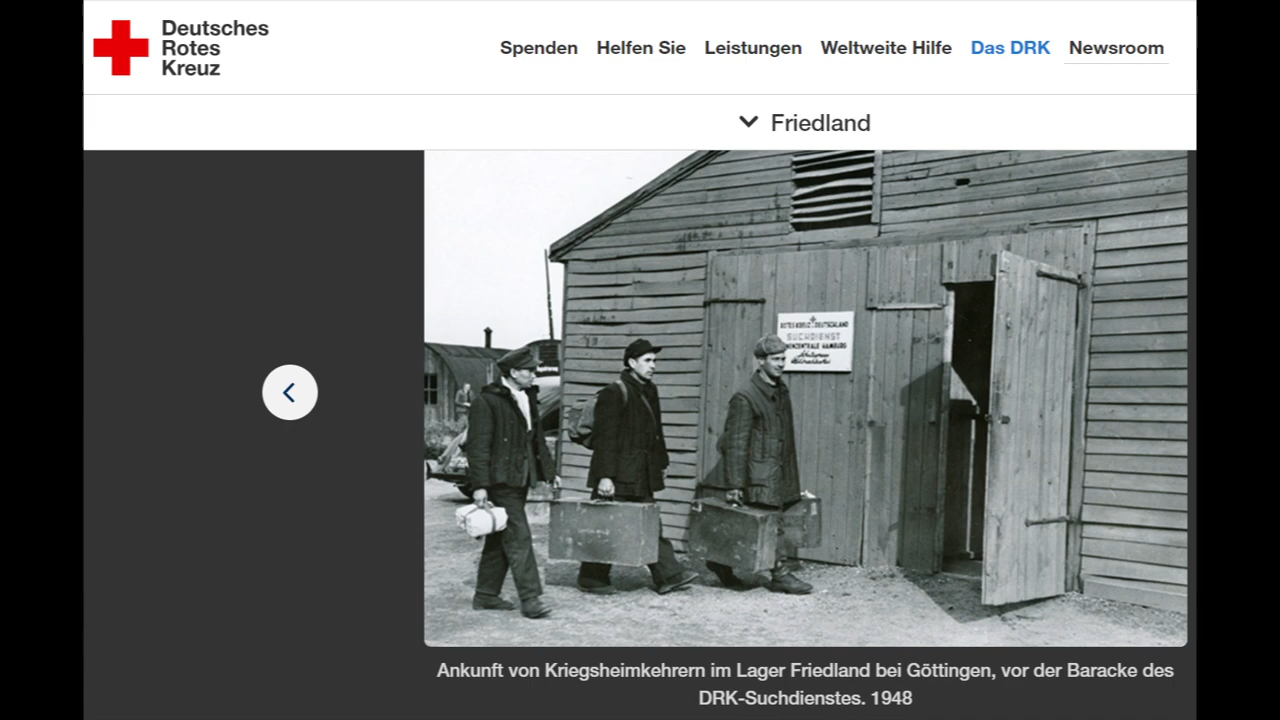 Deutsches
Rotes
Kreuz
Spenden Helfen Sie Leistungen Weltweite Hilfe Das DRK Newsroom
Friedland
ROTES KREUZ DEUTSCHLAND
SUCHDIENST
ZENTRALE HAMBURG
Ankunft von Kriegsheimkehrern im Lager Friedland bei Göttingen, vor der Baracke des
DRK-Suchdienstes. 1948